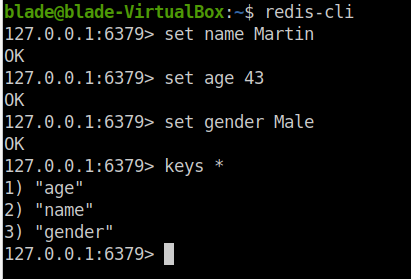 blade@blade-VirtualBox:~$ redis-cli
127.0.0.1:6379> set name Martin
OK
127.0.0.1:6379> set age 43
OK
127.0.0.1:6379> set gender Male
OK
127.0.0.1:6379> keys *
1) "age"
2) "name"
3) "gender"
127.0.0.1:6379>